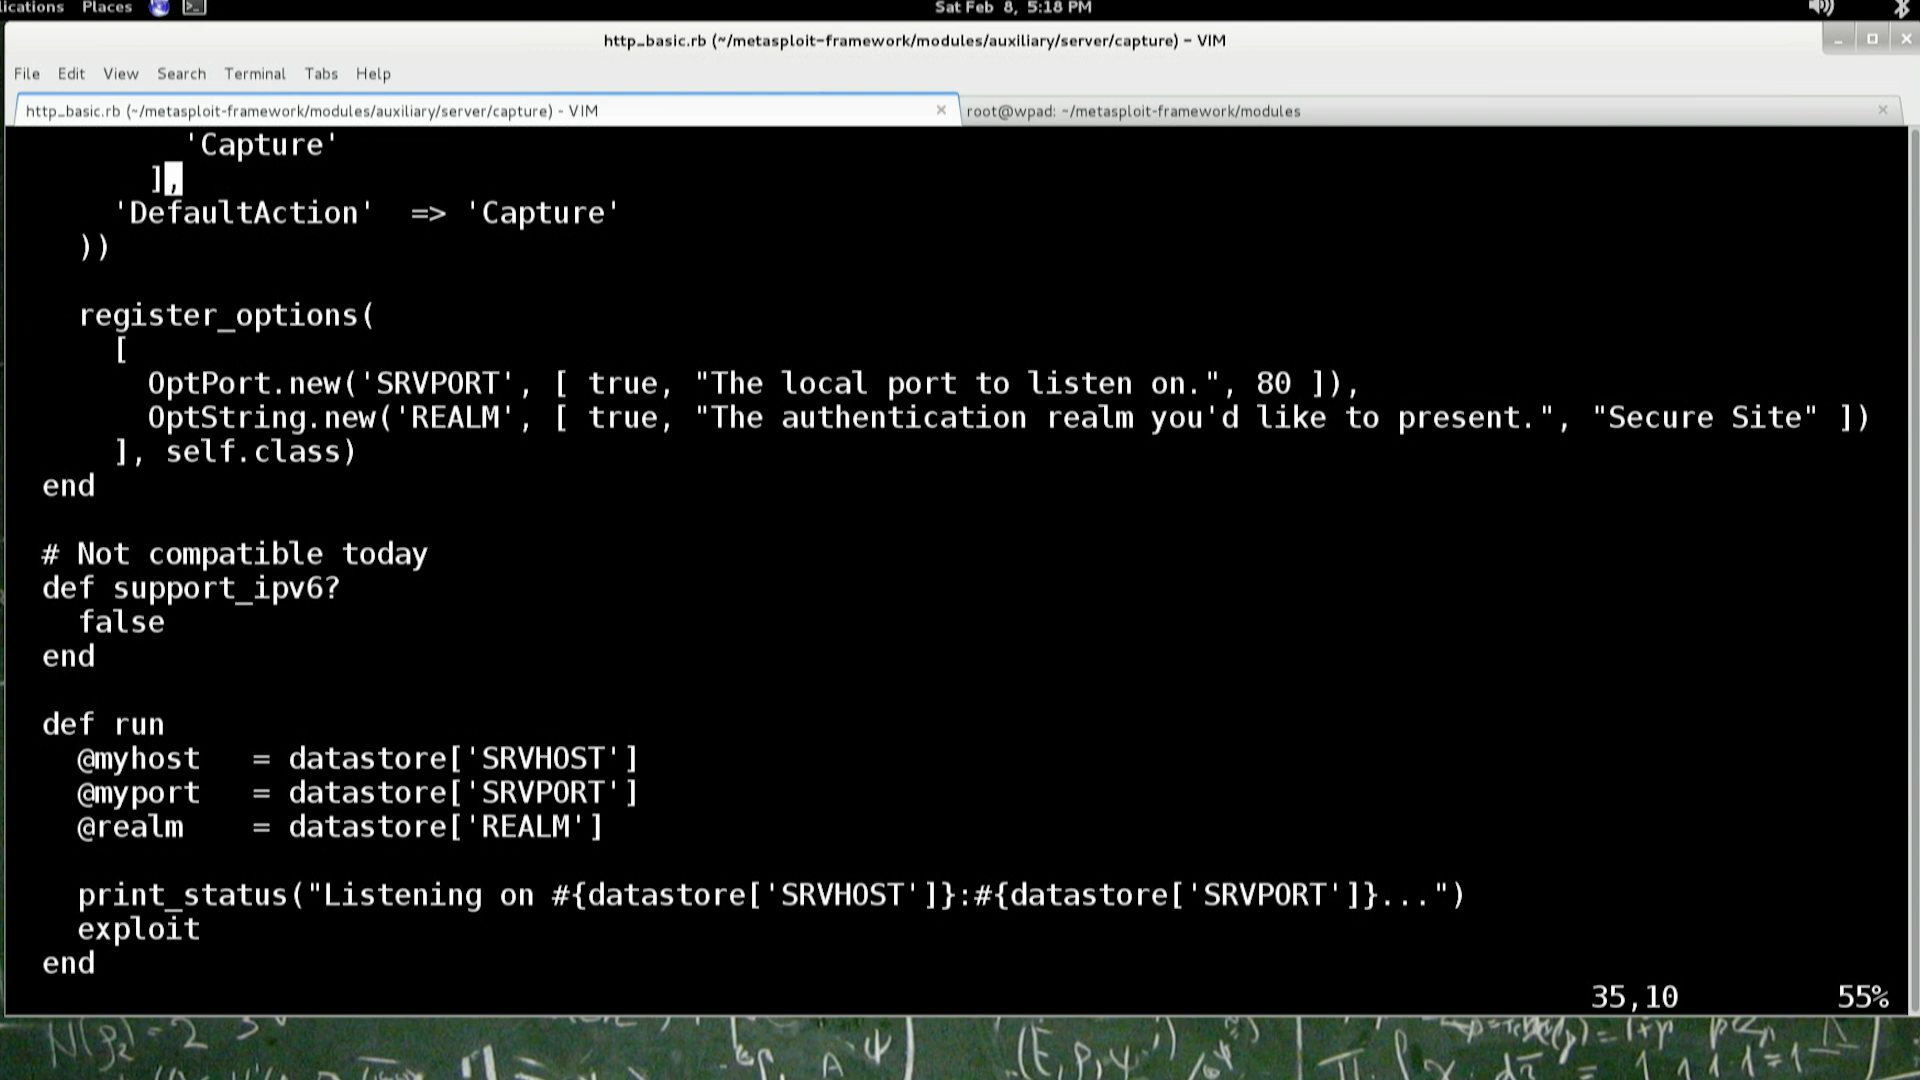 ications Places Sat Feb 8, 5:18 PM
http_basic.rb (~/metasploit-framework/modules/auxiliary/server/capture) - VIM
File Edit View Search Terminal Tabs Help
http_basic.rb (~/metasploit-framework/modules/auxiliary/server/capture) - VIM root@wpad: ~/metasploit-framework/modules
'Capture'
],
'DefaultAction' => 'Capture'
))
register_options(
[
OptPort.new('SRVPORT', [ true, "The local port to listen on.", 80 ]),
OptString.new('REALM', [ true, "The authentication realm you'd like to present.", "Secure Site" ])
], self.class)
end
# Not compatible today
def support_ipv6?
false
end
def run
@myhost = datastore['SRVHOST']
@myport = datastore['SRVPORT']
@realm = datastore['REALM']
print_status("Listening on #{datastore['SRVHOST']}:#{datastore['SRVPORT']}...")
exploit
end
35,10 55%